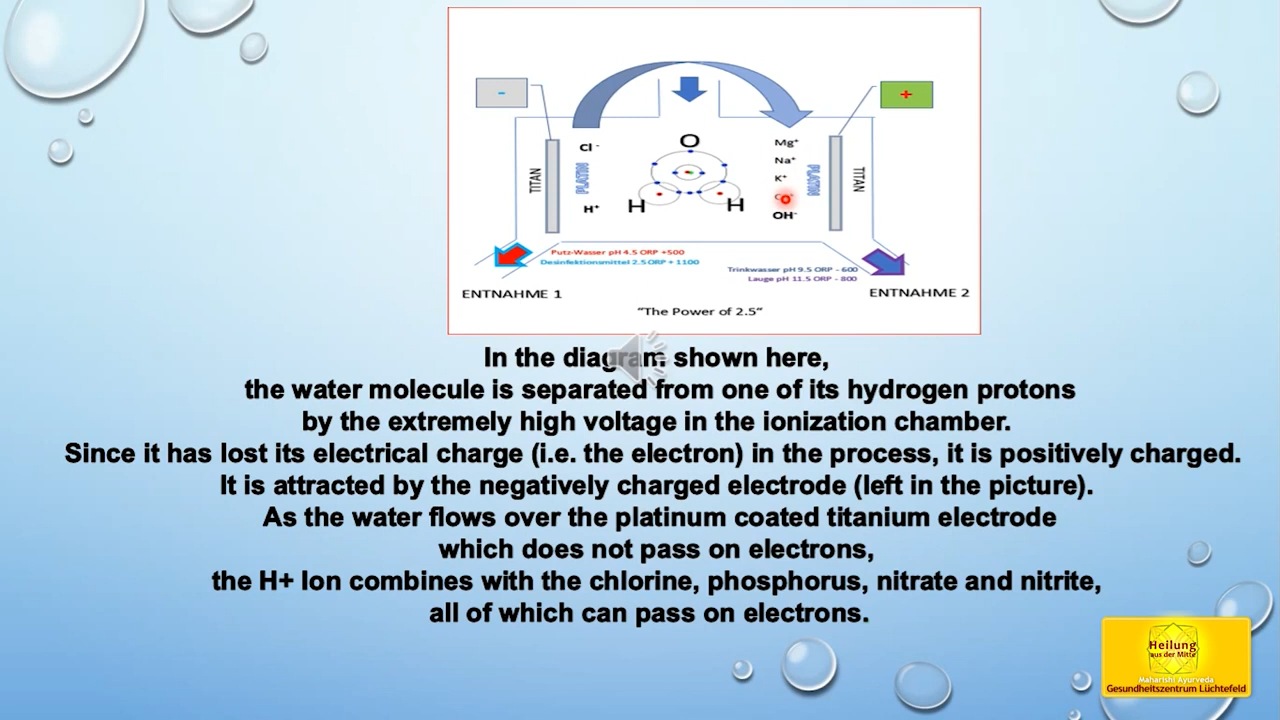 -
+
O
Cl -
Mg+
Na+
K+
TITAN
PLATIN
PLATIN
TITAN
H+
H
H
OH-
Putz-Wasser pH 4.5 ORP +500
Desinfektionsmittel 2.5 ORP + 1100
Trinkwasser pH 9.5 ORP - 600
Lauge pH 11.5 ORP - 800
ENTNAHME 1
ENTNAHME 2
"The Power of 2.5"
In the diagram shown here,
the water molecule is separated from one of its hydrogen protons
by the extremely high voltage in the ionization chamber.
Since it has lost its electrical charge (i.e. the electron) in the process, it is positively charged.
It is attracted by the negatively charged electrode (left in the picture).
As the water flows over the platinum coated titanium electrode
which does not pass on electrons,
the H+ Ion combines with the chlorine, phosphorus, nitrate and nitrite,
all of which can pass on electrons.
Heilung
aus der Mitte
Maharishi Ayurveda
Gesundheitszentrum Lüchtefeld